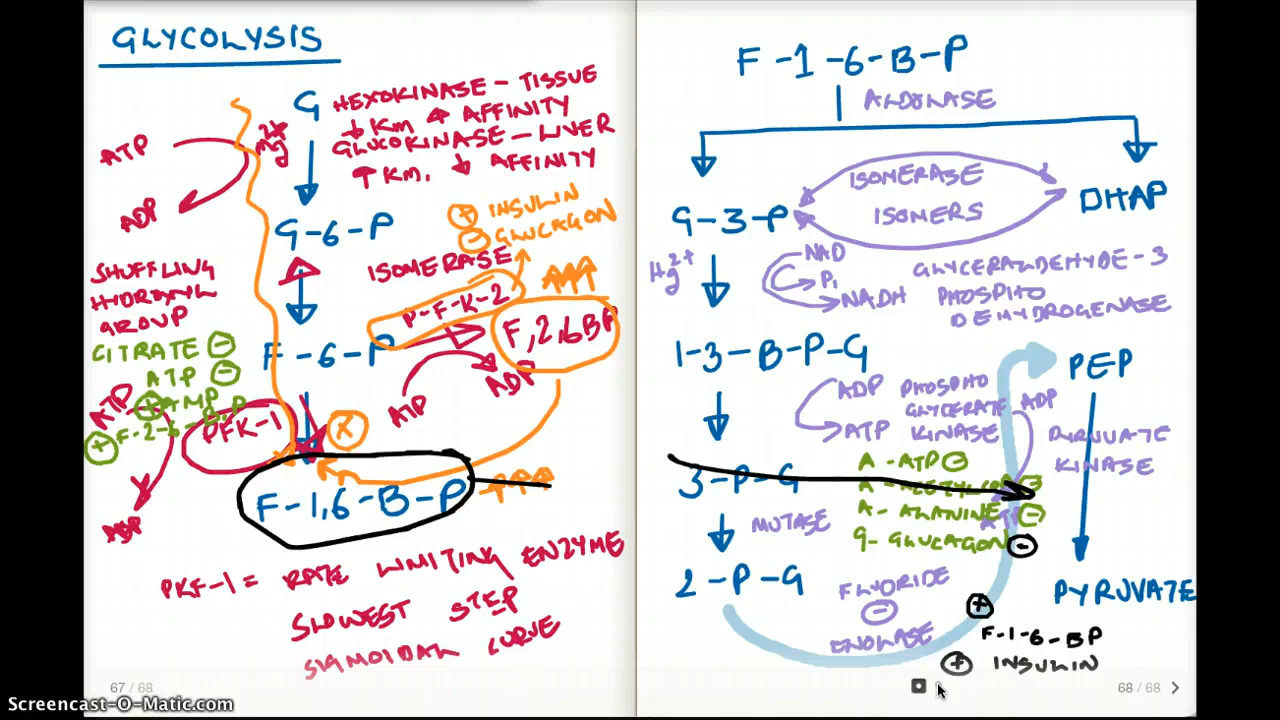 GLYCOLYSIS
G
HEXOKINASE - TISSUE
↓ Km ↑ AFFINITY
GLUCOKINASE - LIVER
↑ KM. ↓ AFFINITY
ATP
Mg2+
ADP
G-6-P
+ INSULIN
- GLUCAGON
ISOMERASE
SHUFFLING
HYDROXYL
GROUP
P-F-K-2
F,2,6BP
CITRATE -
ATP -
+ AMP
+ F-2-6-B-P
F-6-P
ATP
ADP
ATP
PFK-1
X
ADP
F-1,6-B-P
PKF-1 = RATE LIMITING ENZYME
SLOWEST STEP
SIGMOIDAL CURVE
67 / 68
Screencast-O-Matic.com
F-1-6-B-P
ALDOLASE
ISOMERASE
ISOMERS
G-3-P
DHAP
Hg2+
NAD
Pi
NADH
GLYCERALDEHYDE-3
PHOSPHO
DEHYDROGENASE
1-3-B-P-G
PEP
ADP
ATP
PHOSPHO
GLYCERATE
KINASE
ADP
PIRUVATE
KINASE
3-P-G
A - ATP -
A- ALANINE -
G- GLUCAGON -
MUTASE
2-P-G
FLUORIDE
-
ENOLASE
PYRUVATE
+
F-1-6-BP
+ INSULIN
68 / 68